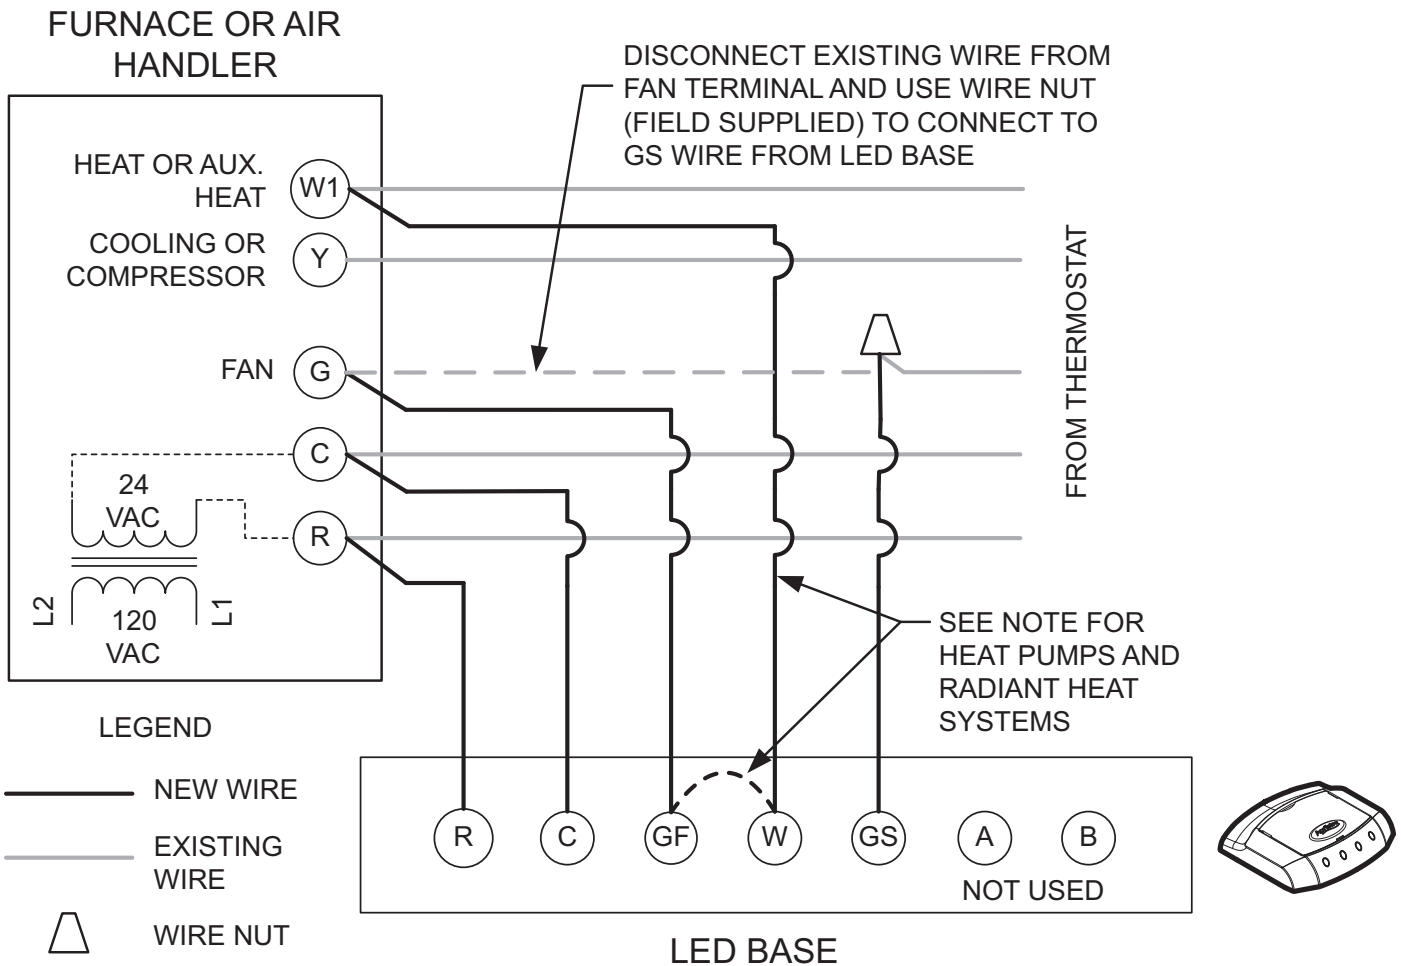 FURNACE OR AIR
HANDLER
DISCONNECT EXISTING WIRE FROM
FAN TERMINAL AND USE WIRE NUT
(FIELD SUPPLIED) TO CONNECT TO
GS WIRE FROM LED BASE
HEAT OR AUX.
HEAT
W1
COOLING OR
COMPRESSOR
Y
FAN
G
C
R
24
VAC
120
VAC
L2
L1
FROM THERMOSTAT
SEE NOTE FOR
HEAT PUMPS AND
RADIANT HEAT
SYSTEMS
LEGEND
NEW WIRE
EXISTING
WIRE
WIRE NUT
R
C
GF
W
GS
A
B
NOT USED
LED BASE